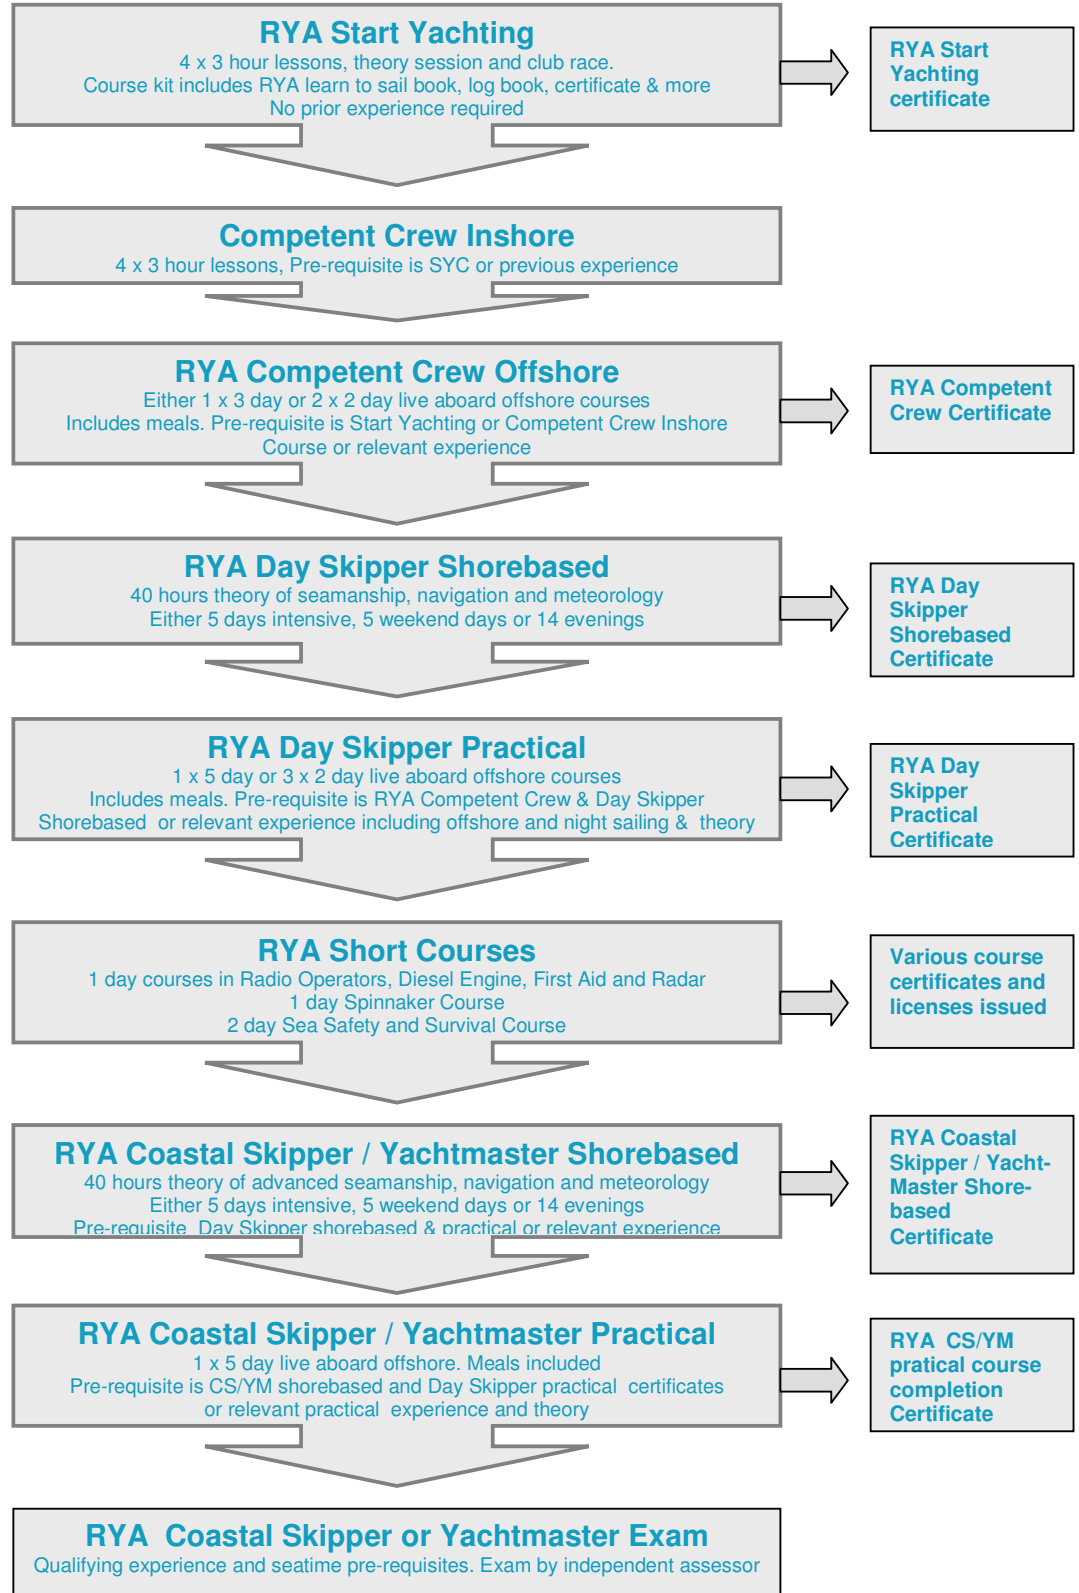 RYA Start Yachting
4 x 3 hour lessons, theory session and club race.
Course kit includes RYA learn to sail book, log book, certificate & more
No prior experience required
RYA Start
Yachting
certificate
Competent Crew Inshore
4 x 3 hour lessons, Pre-requisite is SYC or previous experience
RYA Competent Crew Offshore
Either 1 x 3 day or 2 x 2 day live aboard offshore courses
Includes meals. Pre-requisite is Start Yachting or Competent Crew Inshore
Course or relevant experience
RYA Competent
Crew Certificate
RYA Day Skipper Shorebased
40 hours theory of seamanship, navigation and meteorology
Either 5 days intensive, 5 weekend days or 14 evenings
RYA Day
Skipper
Shorebased
Certificate
RYA Day Skipper Practical
1 x 5 day or 3 x 2 day live aboard offshore courses
Includes meals. Pre-requisite is RYA Competent Crew & Day Skipper
Shorebased or relevant experience including offshore and night sailing & theory
RYA Day
Skipper
Practical
Certificate
RYA Short Courses
1 day courses in Radio Operators, Diesel Engine, First Aid and Radar
1 day Spinnaker Course
2 day Sea Safety and Survival Course
Various course
certificates and
licenses issued
RYA Coastal Skipper / Yachtmaster Shorebased
40 hours theory of advanced seamanship, navigation and meteorology
Either 5 days intensive, 5 weekend days or 14 evenings
Pre-requisite Day Skipper shorebased & practical or relevant experience
RYA Coastal
Skipper / Yacht-
Master Shore-
based
Certificate
RYA Coastal Skipper / Yachtmaster Practical
1 x 5 day live aboard offshore. Meals included
Pre-requisite is CS/YM shorebased and Day Skipper practical certificates
or relevant practical experience and theory
RYA CS/YM
pratical course
completion
Certificate
RYA Coastal Skipper or Yachtmaster Exam
Qualifying experience and seatime pre-requisites. Exam by independent assessor